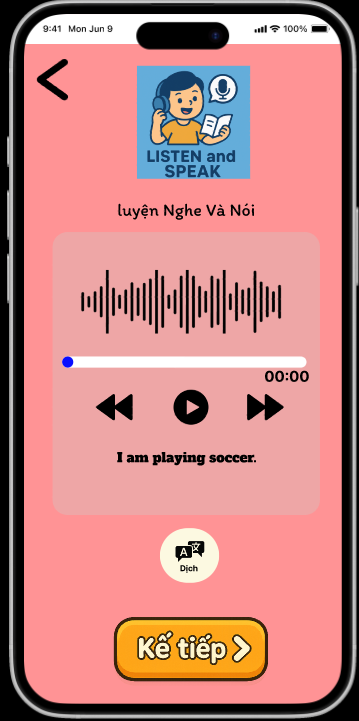 9:41 Mon Jun 9
100%
LISTEN and
SPEAK
luyện Nghe Và Nói
00:00
I am playing soccer.
A 文
Dịch
Kế tiếp